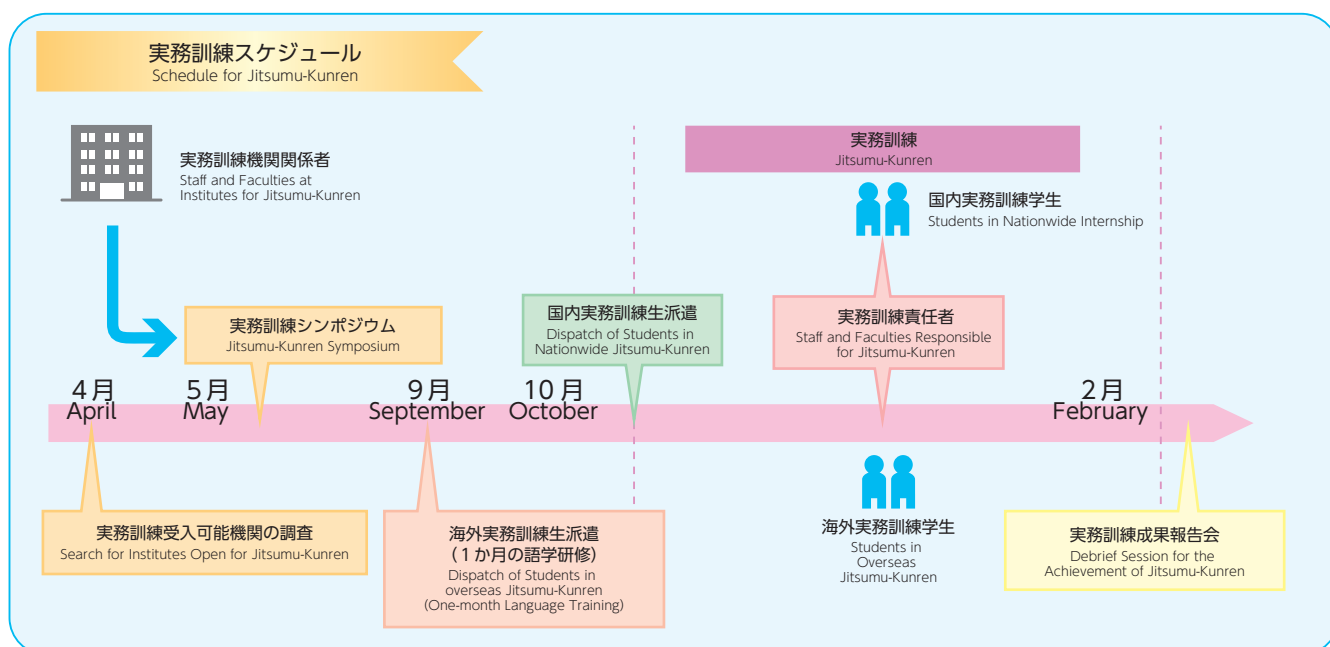 実務訓練スケジュール
Schedule for Jitsumu-Kunren
実務訓練機関関係者
Staff and Faculties at
Institutes for Jitsumu-Kunren
実務訓練
Jitsumu-Kunren
国内実務訓練学生
Students in Nationwide Internship
実務訓練シンポジウム
Jitsumu-Kunren Symposium
国内実務訓練生派遣
Dispatch of Students in
Nationwide Jitsumu-Kunren
実務訓練責任者
Staff and Faculties Responsible
for Jitsumu-Kunren
4月
April
5月
May
9月
September
10月
October
2月
February
実務訓練受入可能機関の調査
Search for Institutes Open for Jitsumu-Kunren
海外実務訓練生派遣
（1か月の語学研修）
Dispatch of Students in
overseas Jitsumu-Kunren
(One-month Language Training)
海外実務訓練学生
Students in
Overseas
Jitsumu-Kunren
実務訓練成果報告会
Debrief Session for the
Achievement of Jitsumu-Kunren